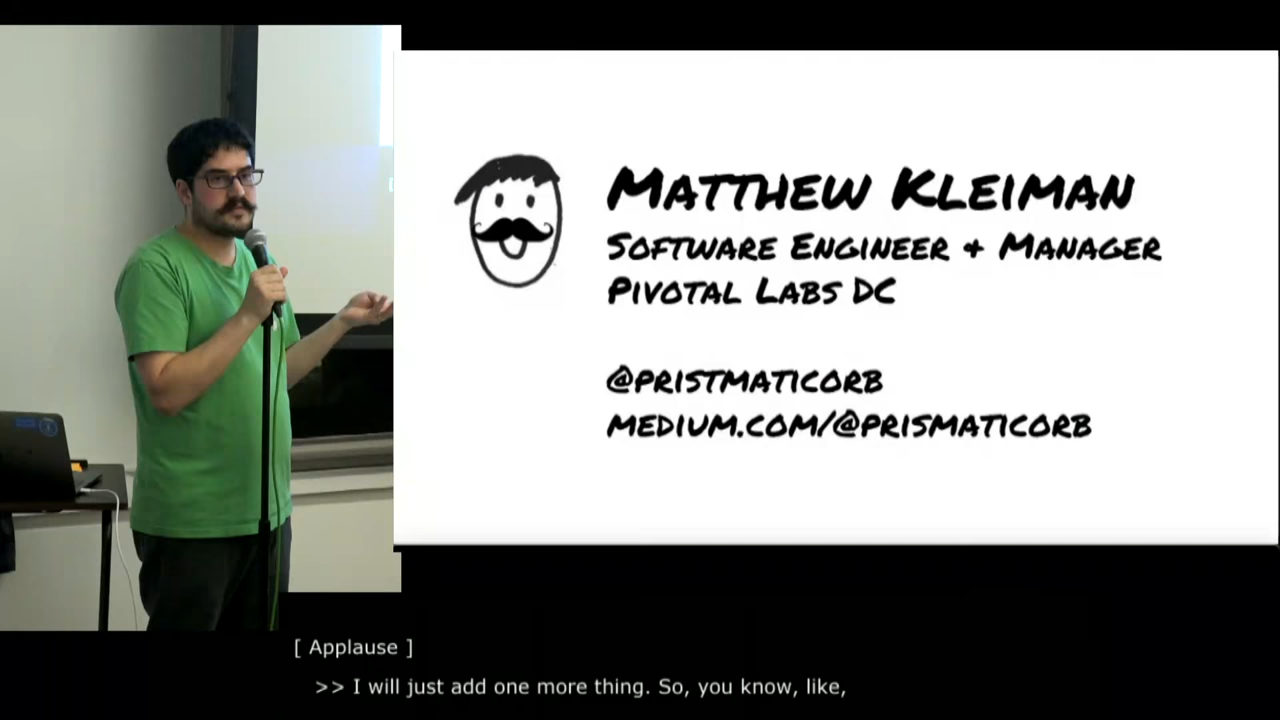 MATTHEW KLEIMAN
SOFTWARE ENGINEER + MANAGER
PIVOTAL LABS DC
@PRISTMATICORB
MEDIUM.COM/@PRISMATICORB
[ Applause ]
>> I will just add one more thing. So, you know, like,